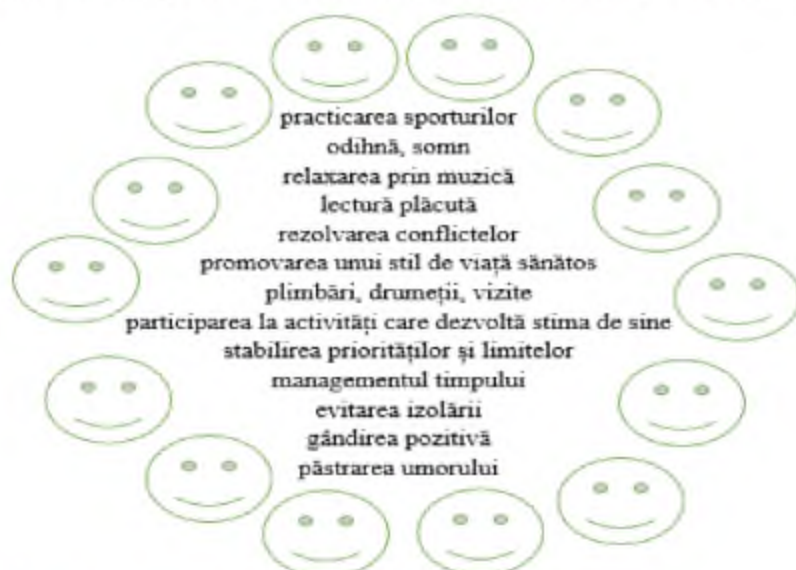 practicarea sporturilor
odihnă, somn
relaxarea prin muzică
lectură plăcută
rezolvarea conflictelor
promovarea unui stil de viață sănătos
plimbări, drumeții, vizite
participarea la activități care dezvoltă stima de sine
stabilirea priorităților și limitelor
managementul timpului
evitarea izolării
gândirea pozitivă
păstrarea umorului